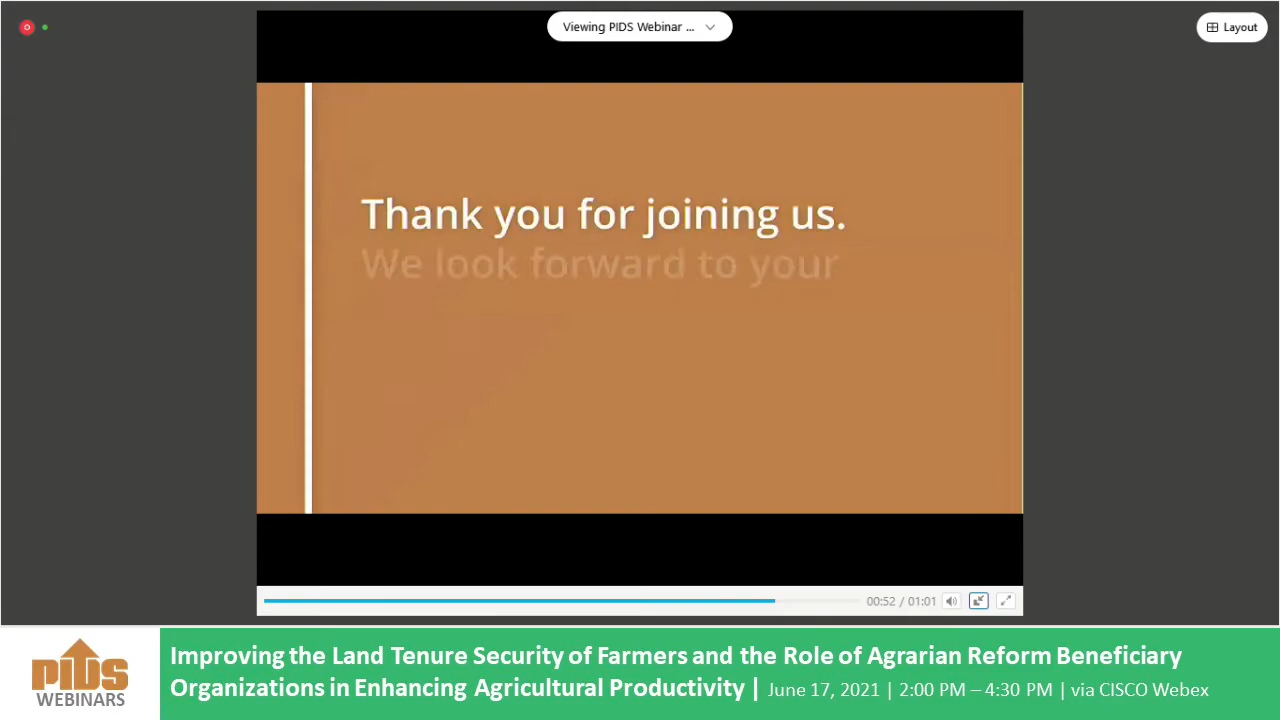 Viewing PIDS Webinar ...
Layout
Thank you for joining us.
We look forward to your
00:52 / 01:01
PIDS
WEBINARS
Improving the Land Tenure Security of Farmers and the Role of Agrarian Reform Beneficiary
Organizations in Enhancing Agricultural Productivity | June 17, 2021 | 2:00 PM – 4:30 PM | via CISCO Webex